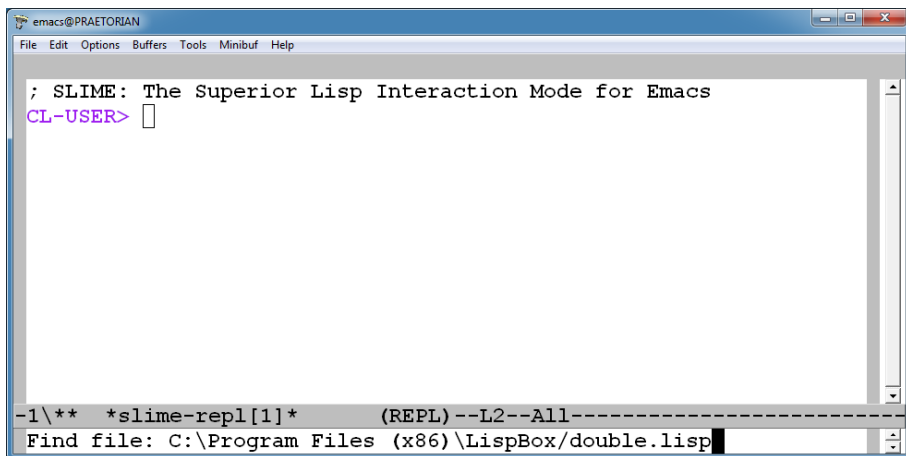 emacs@PRAETORIAN
File Edit Options Buffers Tools Minibuf Help
; SLIME: The Superior Lisp Interaction Mode for Emacs
CL-USER>
-1\** *slime-repl[1]* (REPL)--L2--All--------------------------
Find file: C:\Program Files (x86)\LispBox/double.lisp